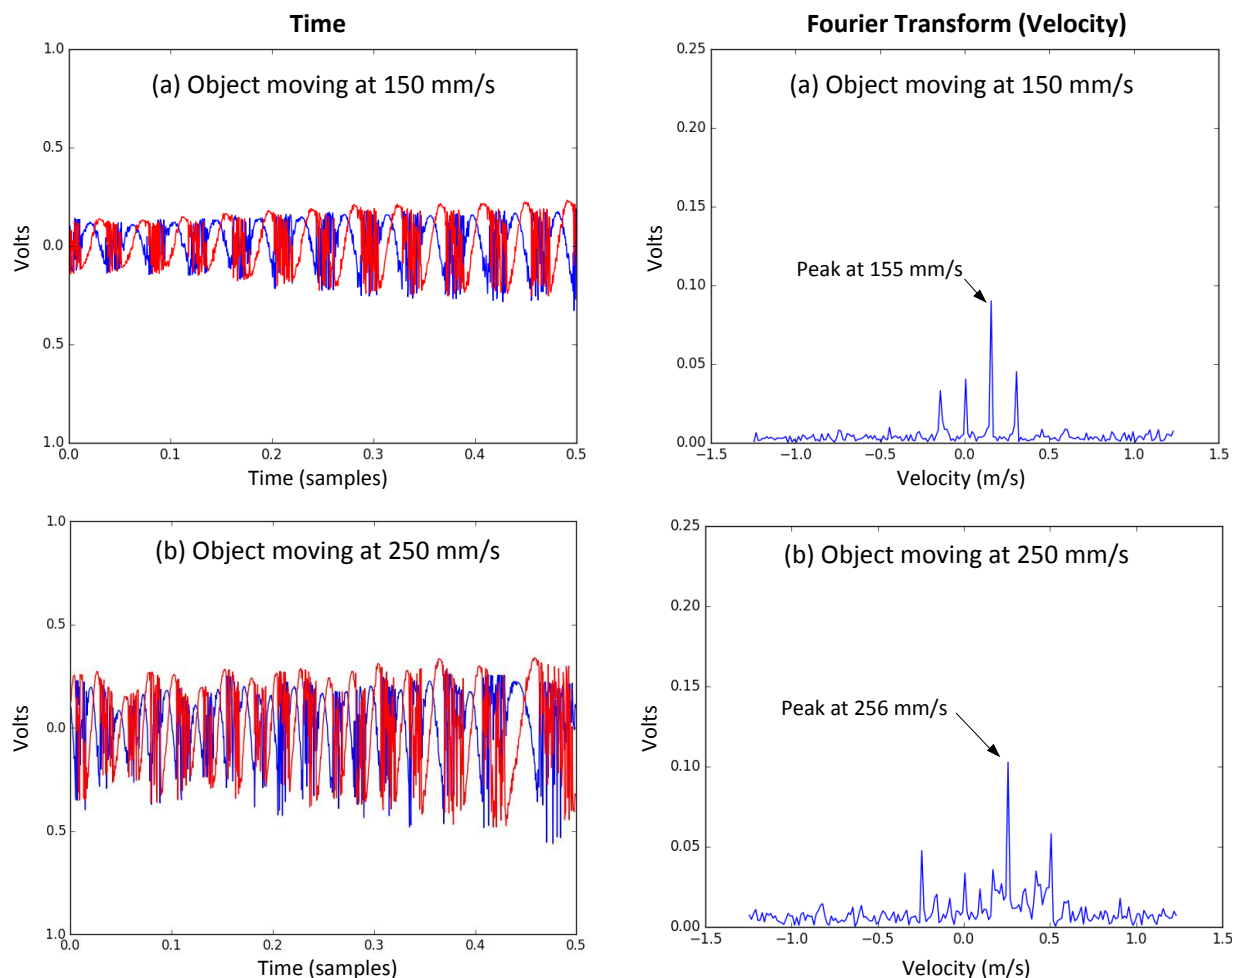 Time
1.0
(a) Object moving at 150 mm/s
0.5
Volts
0.0
0.5
1.0
0.0 0.1 0.2 0.3 0.4 0.5
Time (samples)
Fourier Transform (Velocity)
0.25
(a) Object moving at 150 mm/s
0.20
0.15
Volts
Peak at 155 mm/s
0.10
0.05
0.00
−1.5 −1.0 −0.5 0.0 0.5 1.0 1.5
Velocity (m/s)
1.0
(b) Object moving at 250 mm/s
0.5
Volts
0.0
0.5
1.0
0.0 0.1 0.2 0.3 0.4 0.5
Time (samples)
0.25
(b) Object moving at 250 mm/s
0.20
0.15
Volts
Peak at 256 mm/s
0.10
0.05
0.00
−1.5 −1.0 −0.5 0.0 0.5 1.0 1.5
Velocity (m/s)